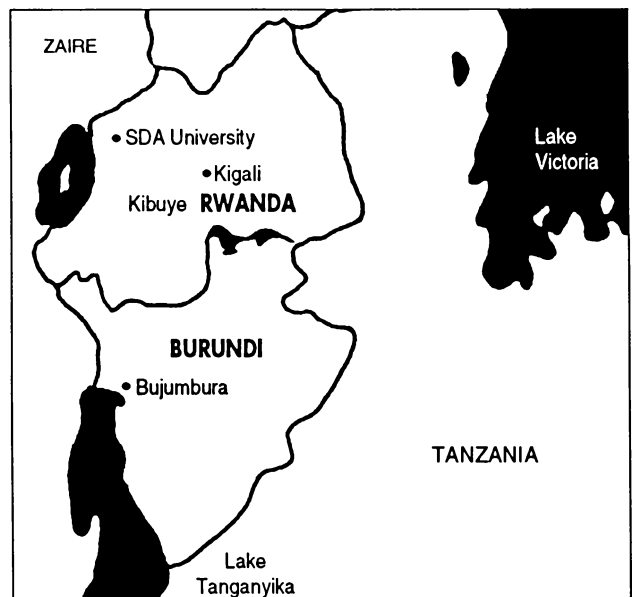 ZAIRE
SDA University
Lake
Victoria
Kigali
Kibuye RWANDA
BURUNDI
Bujumbura
TANZANIA
Lake
Tanganyika